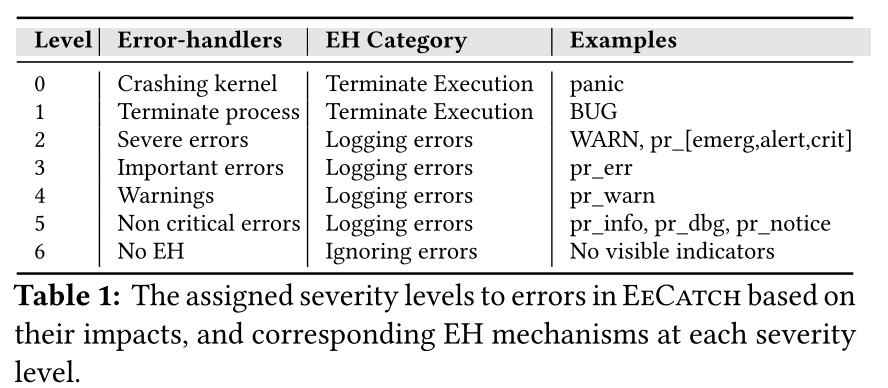 Level Error-handlers EH Category Examples
0 Crashing kernel Terminate Execution panic
1 Terminate process Terminate Execution BUG
2 Severe errors Logging errors WARN, pr_[emerg,alert,crit]
3 Important errors Logging errors pr_err
4 Warnings Logging errors pr_warn
5 Non critical errors Logging errors pr_info, pr_dbg, pr_notice
6 No EH Ignoring errors No visible indicators
Table 1: The assigned severity levels to errors in EeCatch based on
their impacts, and corresponding EH mechanisms at each severity
level.